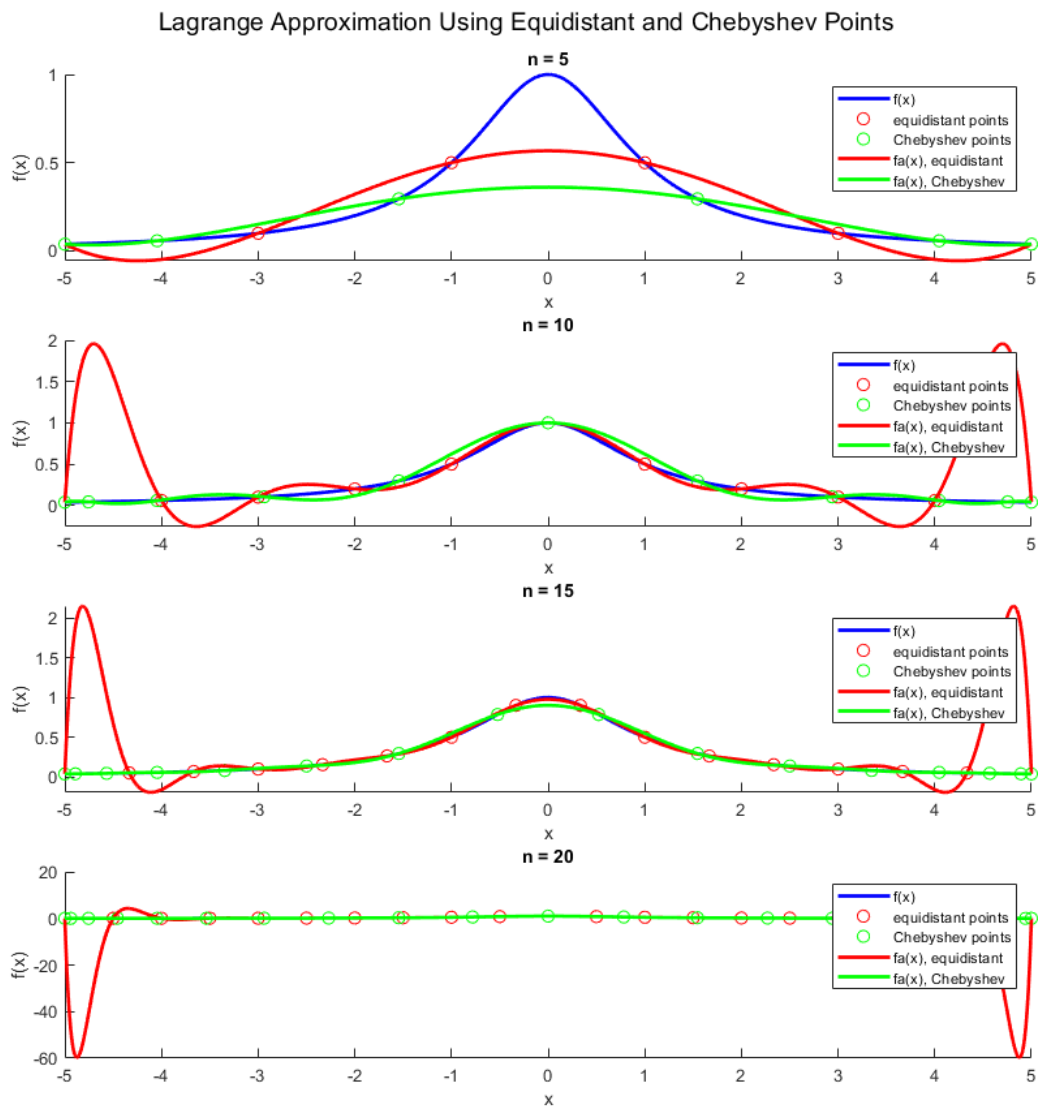 Lagrange Approximation Using Equidistant and Chebyshev Points
n = 5
1
0.5
0
f(x)
-5 -4 -3 -2 -1 0 1 2 3 4 5
x
f(x)
equidistant points
Chebyshev points
fa(x), equidistant
fa(x), Chebyshev
n = 10
2
1.5
1
0.5
0
f(x)
-5 -4 -3 -2 -1 0 1 2 3 4 5
x
f(x)
equidistant points
Chebyshev points
fa(x), equidistant
fa(x), Chebyshev
n = 15
2
1.5
1
0.5
0
f(x)
-5 -4 -3 -2 -1 0 1 2 3 4 5
x
f(x)
equidistant points
Chebyshev points
fa(x), equidistant
fa(x), Chebyshev
n = 20
20
0
-20
-40
-60
f(x)
-5 -4 -3 -2 -1 0 1 2 3 4 5
x
f(x)
equidistant points
Chebyshev points
fa(x), equidistant
fa(x), Chebyshev